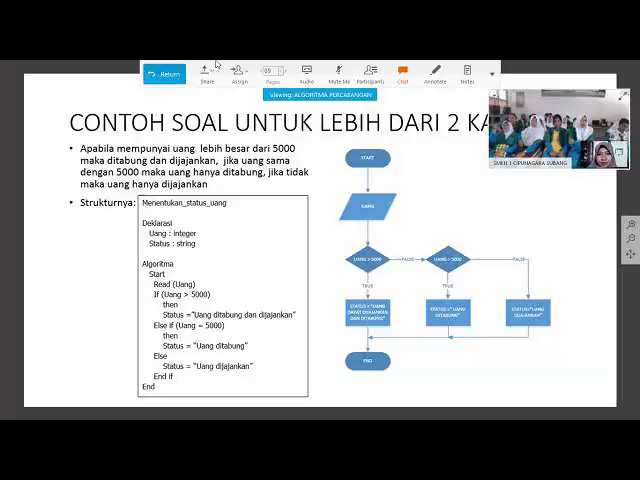 Return
Share
Assign
09
Pages
Audio
Mute Me
Participants
Chat
Annotate
Notes
Viewing: ALGORITMA PERCABANGAN
CONTOH SOAL UNTUK LEBIH DARI 2 KA
SMKN 1 CIPUNAGARA SUBANG
• Apabila mempunyai uang lebih besar dari 5000
maka ditabung dan dijajankan, jika uang sama
dengan 5000 maka uang hanya ditabung, jika tidak
maka uang hanya dijajankan
• Strukturnya:
Menentukan_status_uang
Deklarasi
Uang : integer
Status : string
Algoritma
Start
Read (Uang)
If (Uang > 5000)
then
Status ="Uang ditabung dan dijajankan"
Else if (Uang = 5000)
then
Status = "Uang ditabung"
Else
Status = "Uang dijajankan"
End if
End
START
UANG
UANG > 5000
FALSE
UANG = 5000
FALSE
TRUE
TRUE
STATUS = "UANG
DAPAT DIJAJANKAN
DAN DITABUNG"
STATUS =" UANG
DITABUNG"
STATUS="UANG
DIJAJANKAN"
END